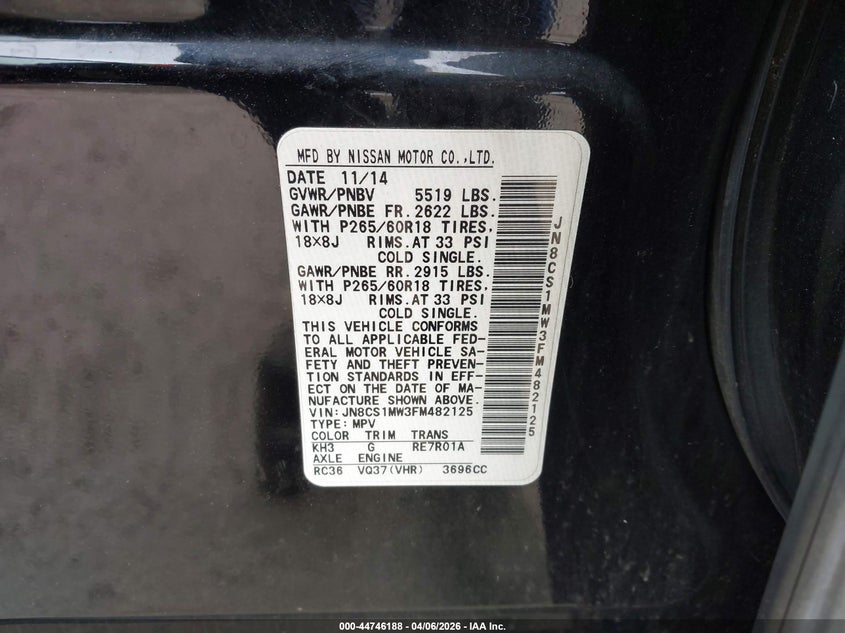 MFD BY NISSAN MOTOR CO.,LTD.
DATE 11/14
GVWR/PNBV 5519 LBS.
GAWR/PNBE FR. 2622 LBS.
WITH P265/60R18 TIRES,
18×8J RIMS. AT 33 PSI
COLD SINGLE.
GAWR/PNBE RR. 2915 LBS.
WITH P265/60R18 TIRES,
18×8J RIMS. AT 33 PSI
COLD SINGLE.
THIS VEHICLE CONFORMS
TO ALL APPLICABLE FED-
ERAL MOTOR VEHICLE SA-
FETY AND THEFT PREVEN-
TION STANDARDS IN EFF-
ECT ON THE DATE OF MA-
NUFACTURE SHOWN ABOVE.
VIN:JN8CS1MW3FM482125
TYPE:MPV
COLOR TRIM TRANS
KH3 G RE7R01A
AXLE ENGINE
RC36 VQ37(VHR) 3696CC
JN8CS1MW3FM482125
000-44746188 - 04/06/2026 - IAA Inc.